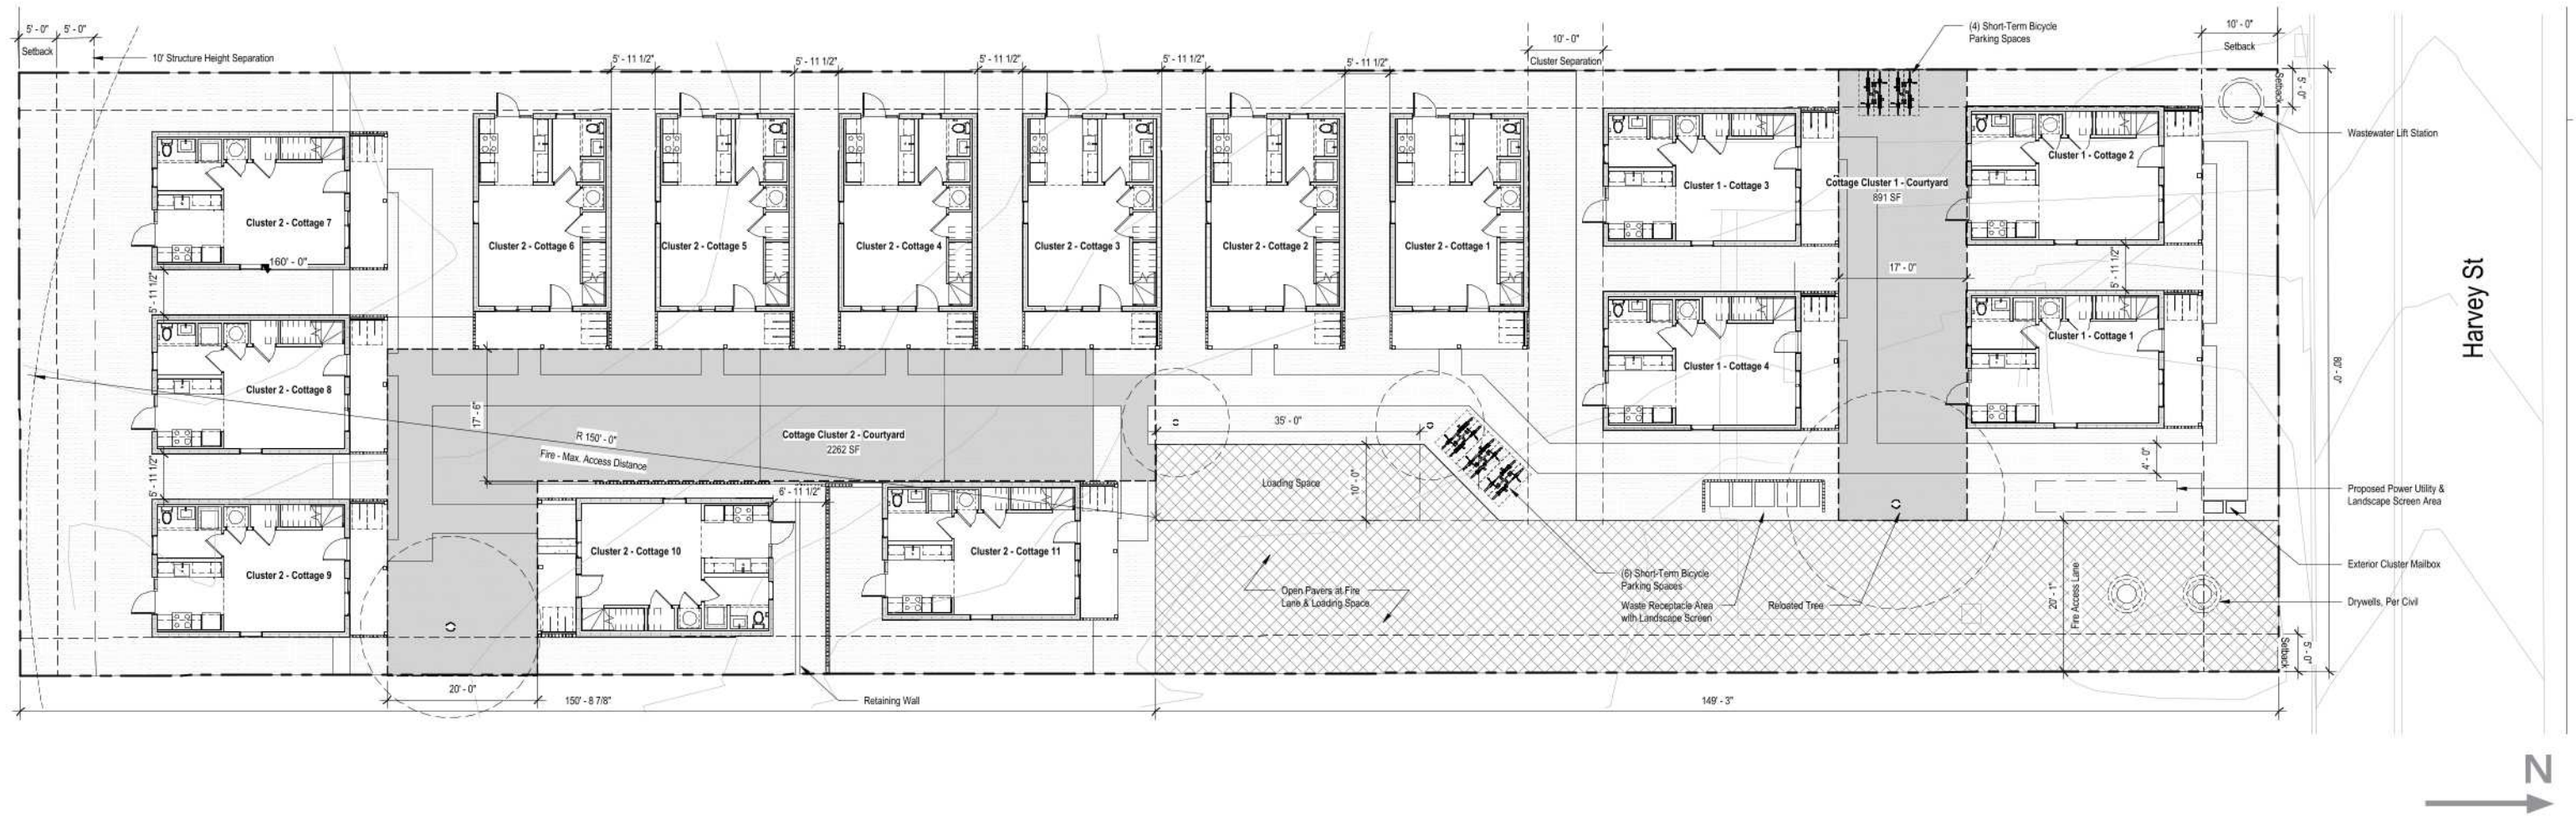 5' - 0"
5' - 0"
Setback
10' Structure Height Separation
5' - 11 1/2"
5' - 11 1/2"
5' - 11 1/2"
5' - 11 1/2"
5' - 11 1/2"
10' - 0"
Cluster Separation
(4) Short-Term Bicycle
Parking Spaces
10' - 0"
Setback
5' - 0"
Setback
Wastewater Lift Station
Cluster 1 - Cottage 2
Cluster 1 - Cottage 3
Cottage Cluster 1 - Courtyard
891 SF
Cluster 2 - Cottage 7
Cluster 2 - Cottage 6
Cluster 2 - Cottage 5
Cluster 2 - Cottage 4
Cluster 2 - Cottage 3
Cluster 2 - Cottage 2
Cluster 2 - Cottage 1
160' - 0"
5' - 11 1/2"
17' - 0"
5' - 11 1/2"
Harvey St
Cluster 1 - Cottage 1
Cluster 1 - Cottage 4
80' - 0"
Cluster 2 - Cottage 8
17' - 6"
R 150' - 0"
Fire - Max. Access Distance
Cottage Cluster 2 - Courtyard
2262 SF
35' - 0"
5' - 11 1/2"
6' - 11 1/2"
Loading Space
10' - 0"
4' - 0"
Proposed Power Utility &
Landscape Screen Area
Cluster 2 - Cottage 9
Cluster 2 - Cottage 10
Cluster 2 - Cottage 11
Open Pavers at Fire
Lane & Loading Space
(6) Short-Term Bicycle
Parking Spaces
Waste Receptacle Area
with Landscape Screen
Reloated Tree
20' - 1"
Fire Access Lane
Exterior Cluster Mailbox
Drywells, Per Civil
Setback
5' - 0"
20' - 0"
150' - 8 7/8"
Retaining Wall
149' - 3"
N